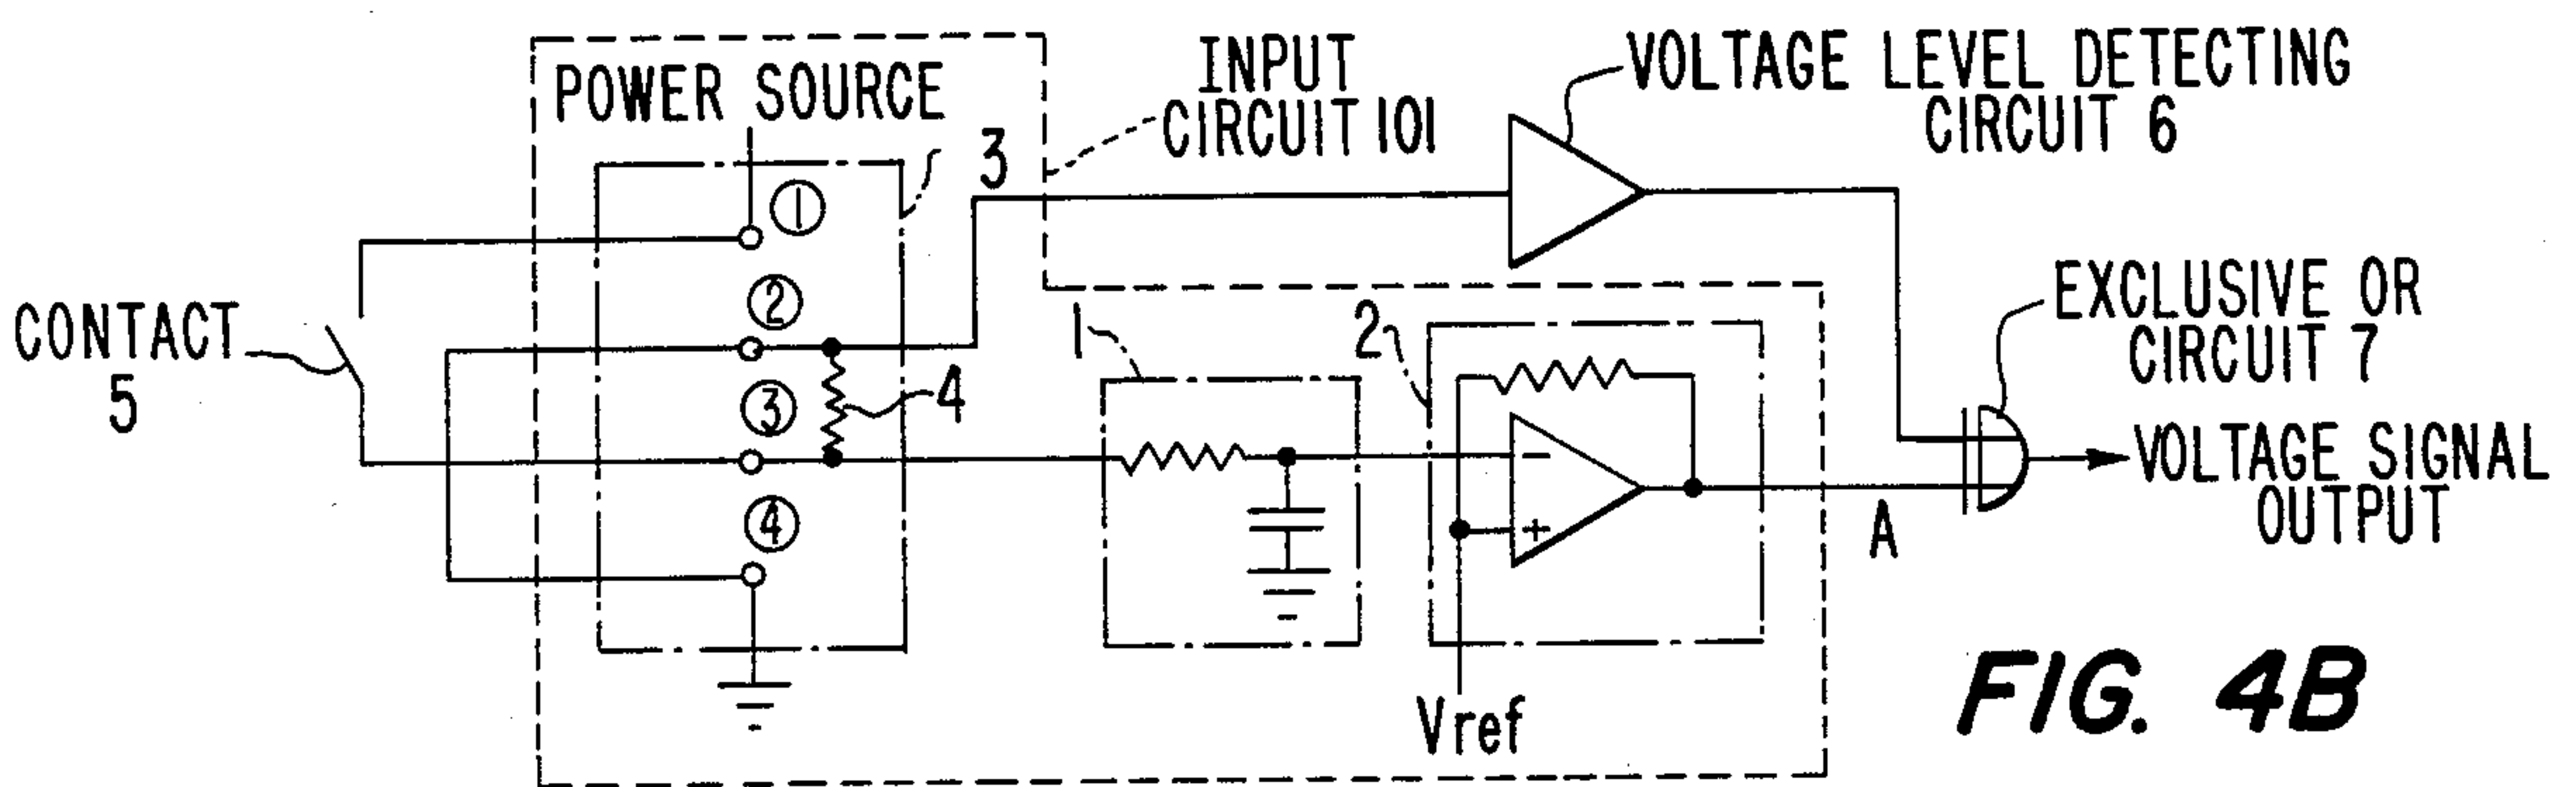 POWER SOURCE
INPUT
CIRCUIT 101
VOLTAGE LEVEL DETECTING
CIRCUIT 6
3
①
②
CONTACT
5
③
4
④
1
2
EXCLUSIVE OR
CIRCUIT 7
−
+
VOLTAGE SIGNAL
OUTPUT
A
Vref
FIG. 4B